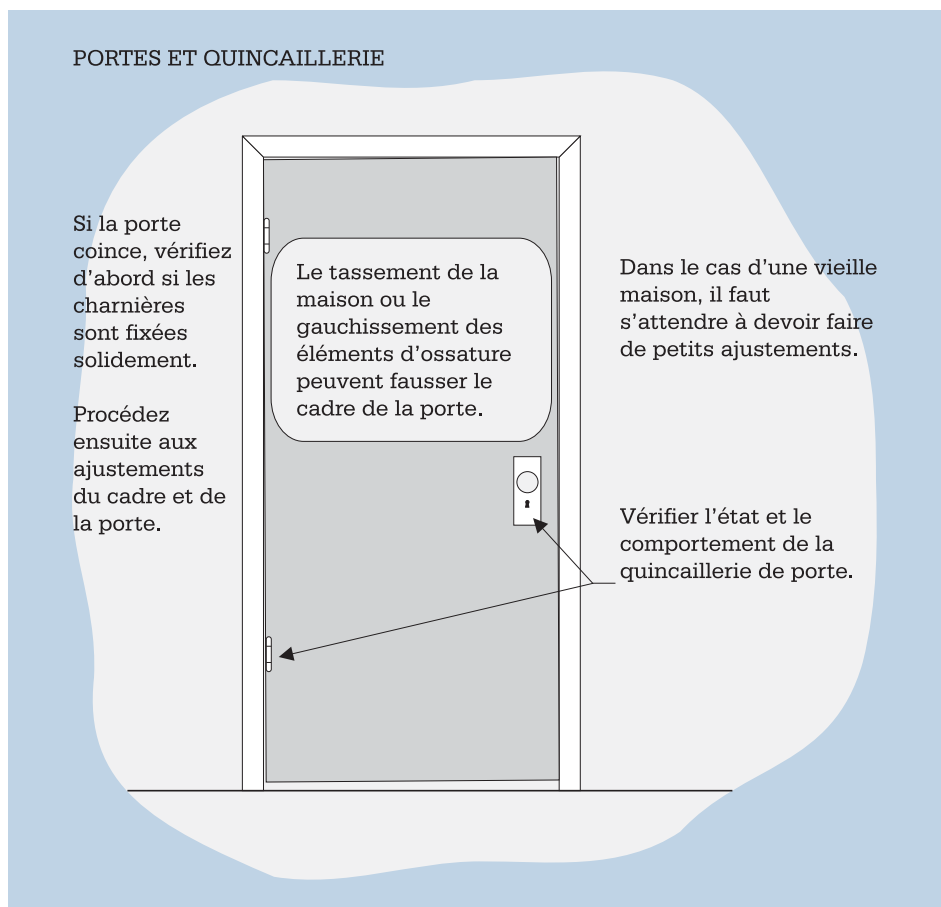 PORTES ET QUINCAILLERIE
Si la porte
coince, vérifiez
d'abord si les
charnières
sont fixées
solidement.
Procédez
ensuite aux
ajustements
du cadre et de
la porte.
Le tassement de la
maison ou le
gauchissement des
éléments d'ossature
peuvent fausser le
cadre de la porte.
Dans le cas d'une vieille
maison, il faut
s'attendre à devoir faire
de petits ajustements.
Vérifier l'état et le
comportement de la
quincaillerie de porte.